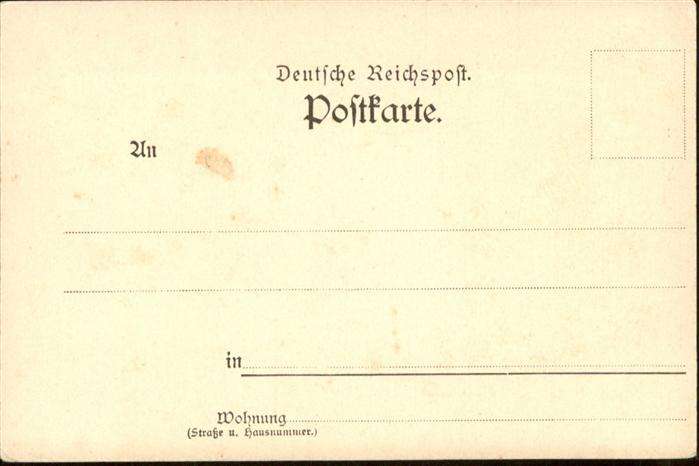 Deutſche Reichspoſt.
Poſtkarte.
An
in
Wohnung
(Straße u. Hausnummer.)